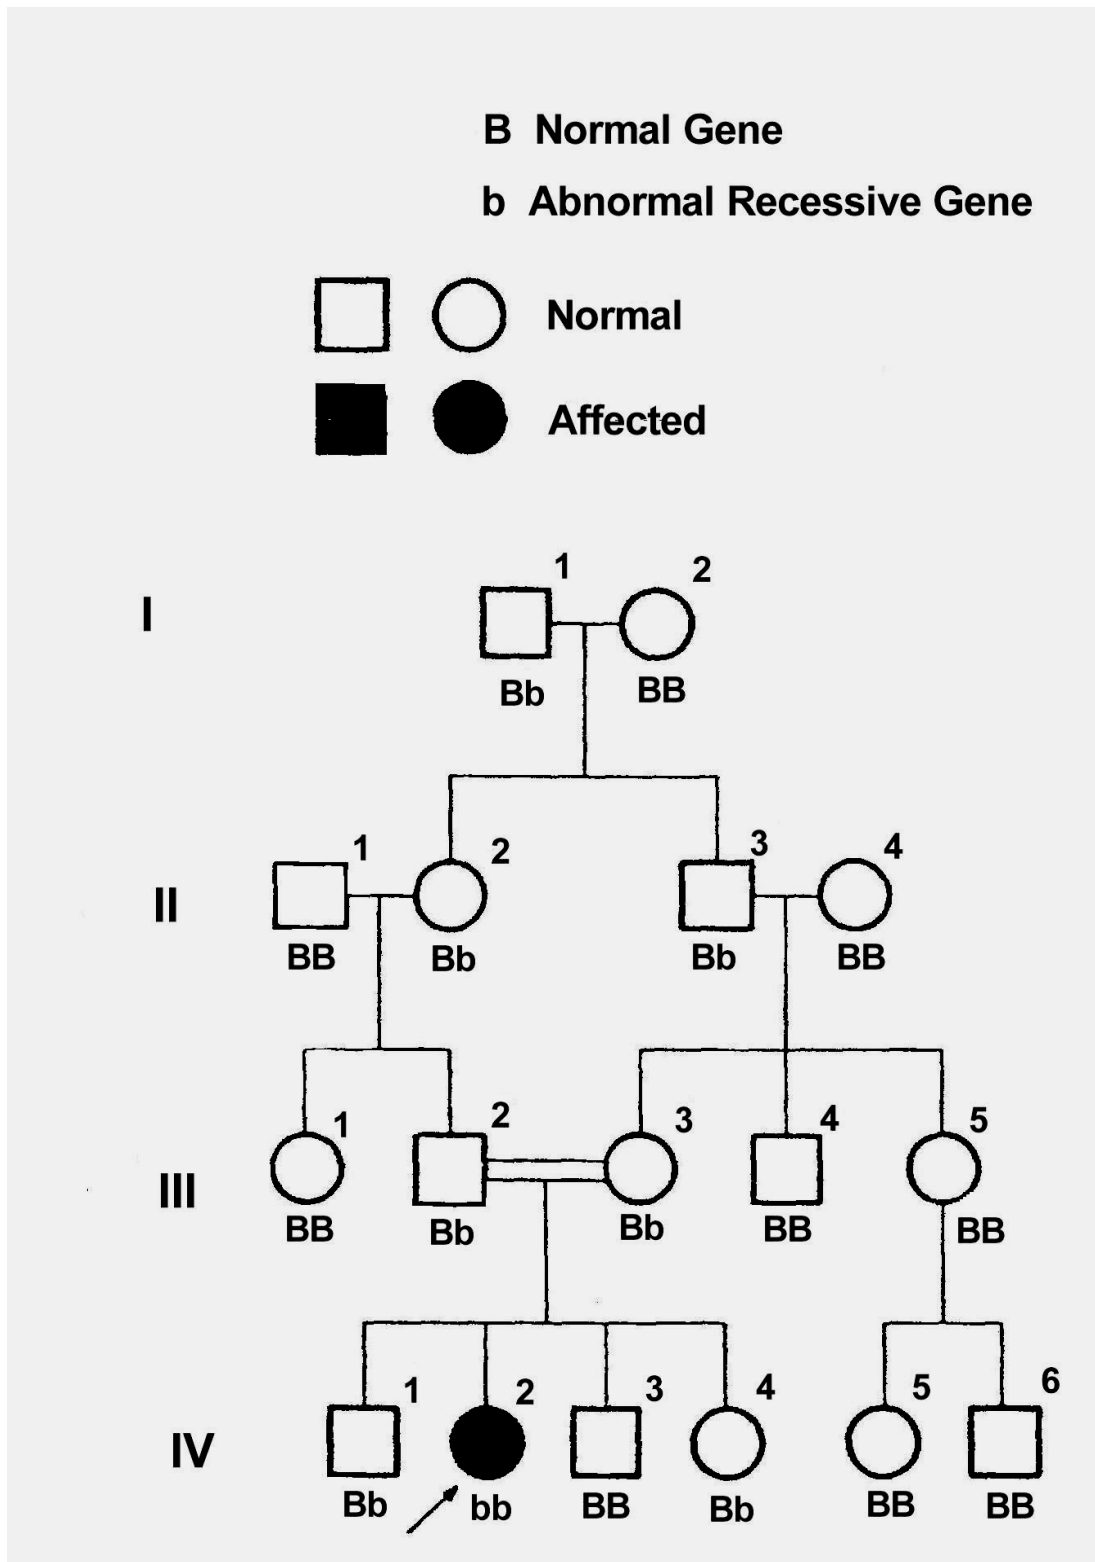 B Normal Gene
b Abnormal Recessive Gene
Normal
Affected
1 2
I
Bb BB
1 2 3 4
II
BB Bb Bb BB
1 2 3 4 5
III
BB Bb Bb BB BB
1 2 3 4 5 6
IV
Bb bb BB Bb BB BB